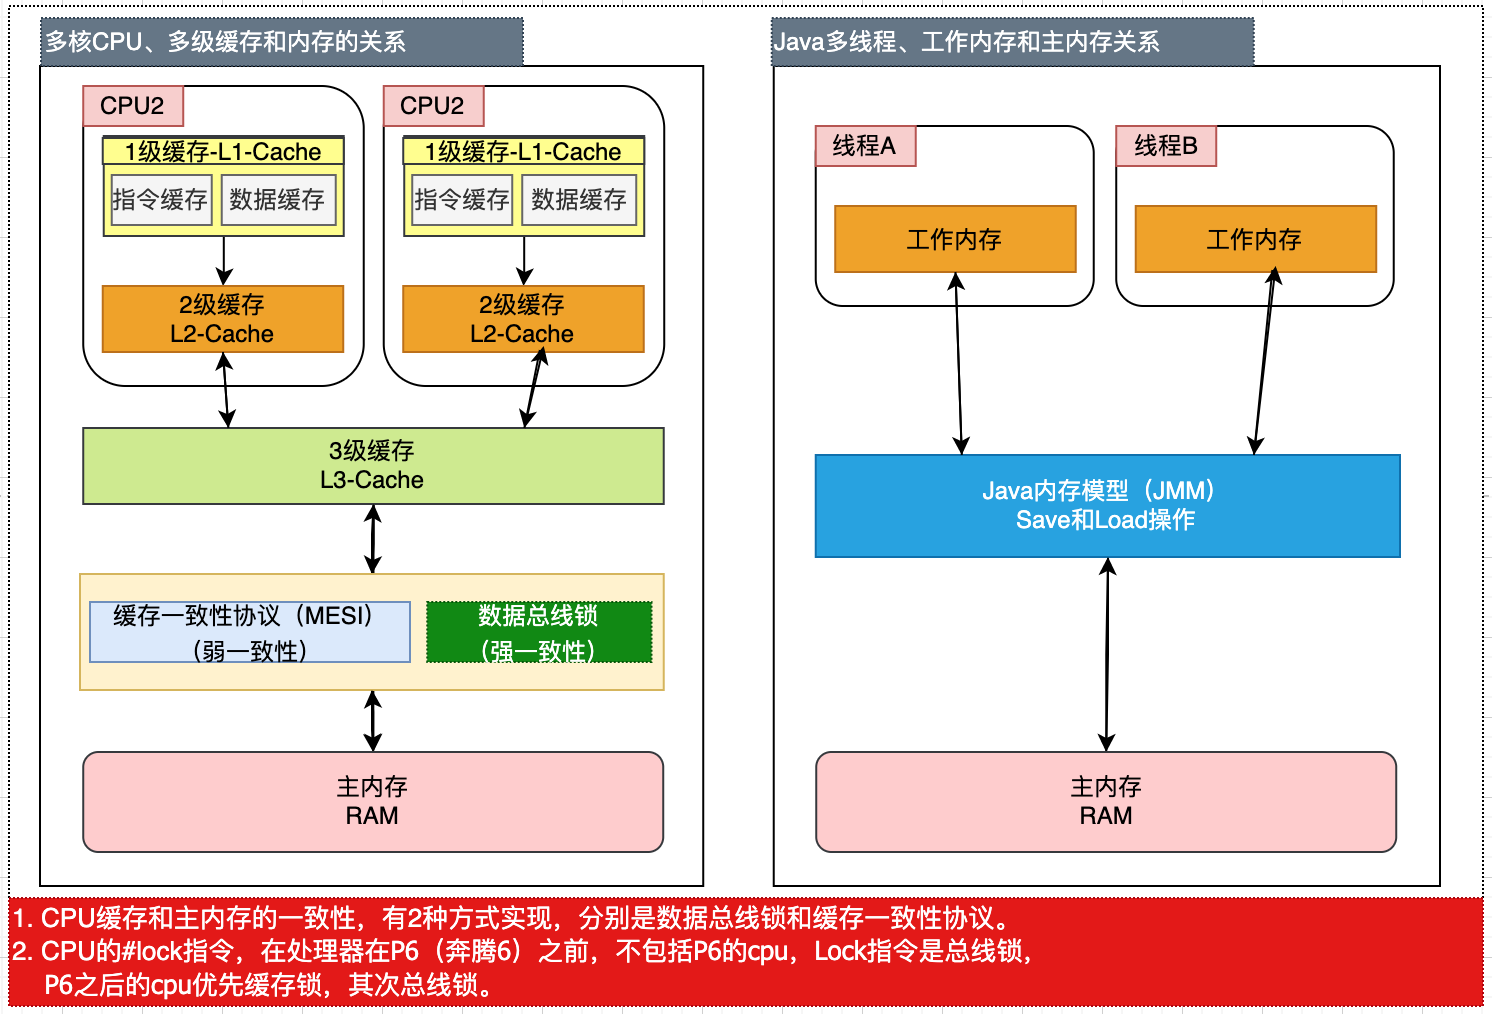 多核CPU、多级缓存和内存的关系
CPU2
1级缓存-L1-Cache
指令缓存
数据缓存
2级缓存
L2-Cache
CPU2
1级缓存-L1-Cache
指令缓存
数据缓存
2级缓存
L2-Cache
3级缓存
L3-Cache
缓存一致性协议（MESI）
（弱一致性）
数据总线锁
（强一致性）
主内存
RAM
Java多线程、工作内存和主内存关系
线程A
工作内存
线程B
工作内存
Java内存模型（JMM）
Save和Load操作
主内存
RAM
1. CPU缓存和主内存的一致性，有2种方式实现，分别是数据总线锁和缓存一致性协议。
2. CPU的#lock指令，在处理器在P6（奔腾6）之前，不包括P6的cpu，Lock指令是总线锁，
P6之后的cpu优先缓存锁，其次总线锁。